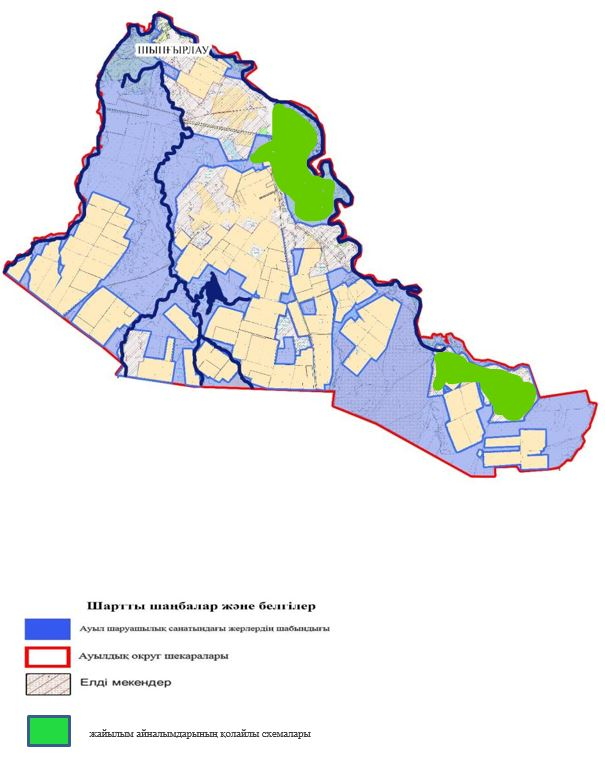 ШЫҢҒЫРЛАУ
Шартты шаңбалар және белгілер
Ауыл шаруашылық санатындағы жерлердің шабындығы
Ауылдық округ шекаралары
Елді мекендер
жайылым айналымдарының қолайлы схемалары